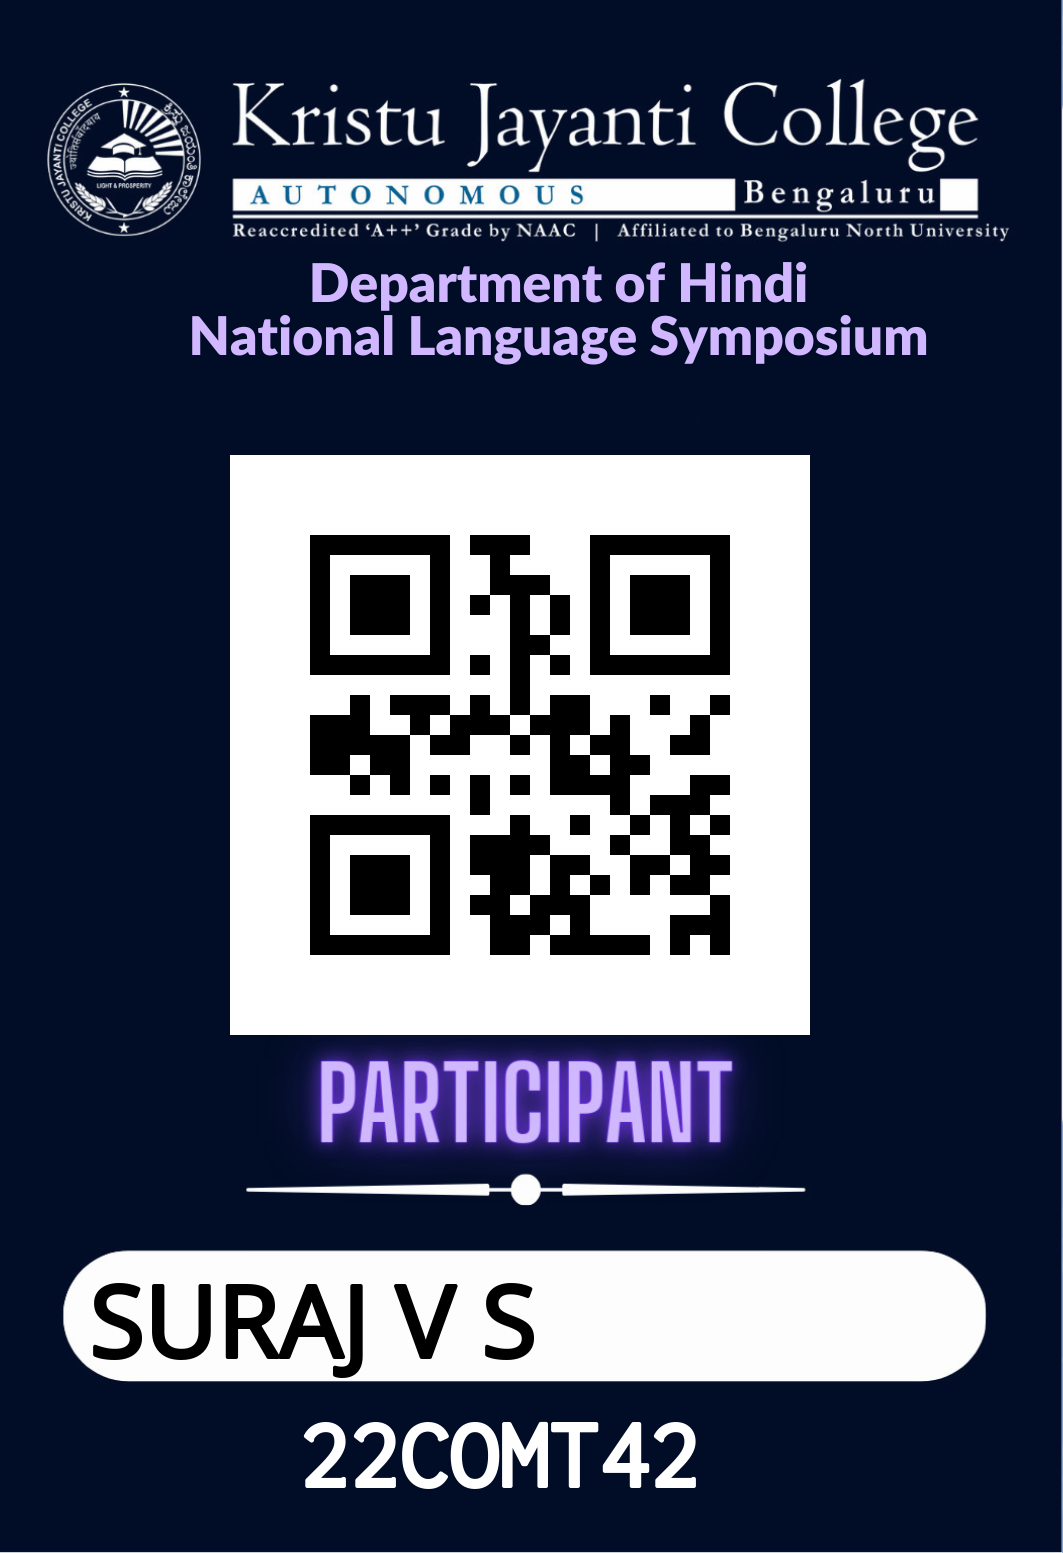 KRISTU JAYANTI COLLEGE
LIGHT & PROSPERITY
Kristu Jayanti College
AUTONOMOUS Bengaluru
Reaccredited ‘A++’ Grade by NAAC | Affiliated to Bengaluru North University
Department of Hindi
National Language Symposium
PARTICIPANT
SURAJ V S
22COMT42